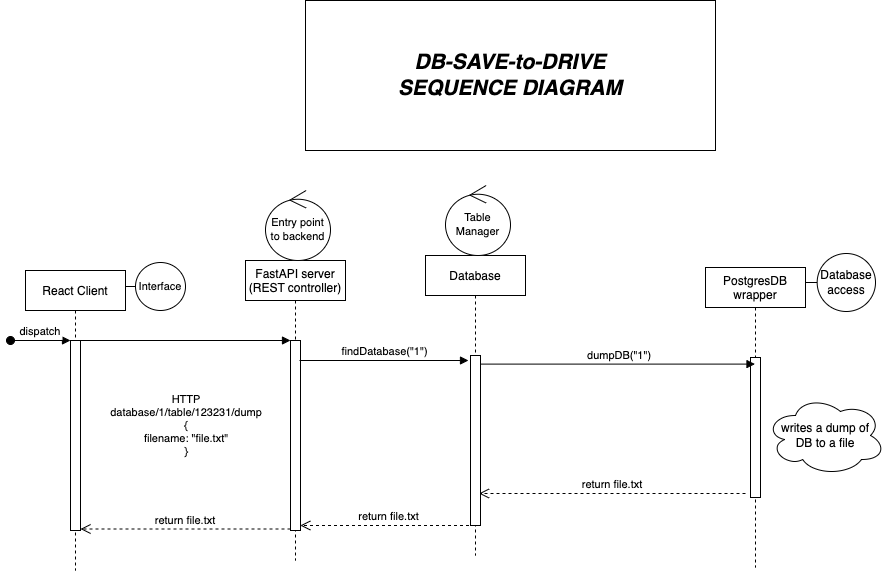 DB-SAVE-to-DRIVE
SEQUENCE DIAGRAM
Entry point
to backend
Table
Manager
FastAPI server
(REST controller)
Database
React Client
Interface
PostgresDB
wrapper
Database
access
dispatch
findDatabase("1")
dumpDB("1")
HTTP
database/1/table/123231/dump
{
filename: "file.txt"
}
writes a dump of
DB to a file
return file.txt
return file.txt
return file.txt